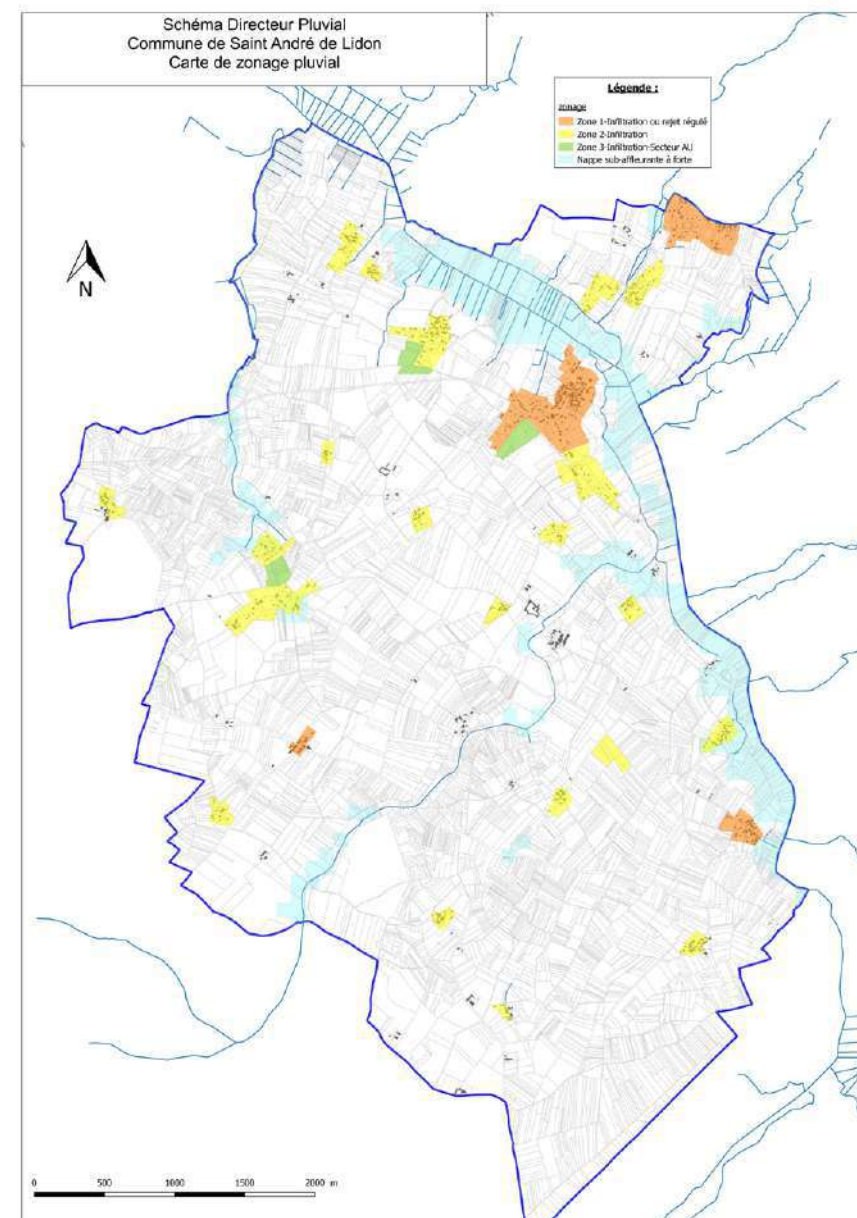 Schéma Directeur Pluvial
Commune de Saint André de Lidon
Carte de zonage pluvial
Légende :
zonage
Zone 1-Infiltration ou rejet régulé
Zone 2-Infiltration
Zone 3-Infiltration-Secteur AU
Nappe sub-affleurante à forte
N
0 500 1000 1500 2000 m